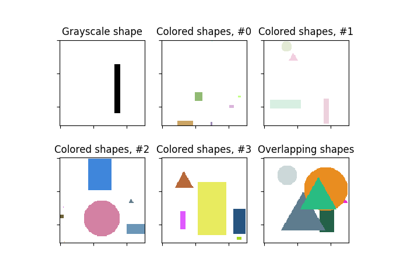 Grayscale shape
Colored shapes, #0
Colored shapes, #1
Colored shapes, #2
Colored shapes, #3
Overlapping shapes